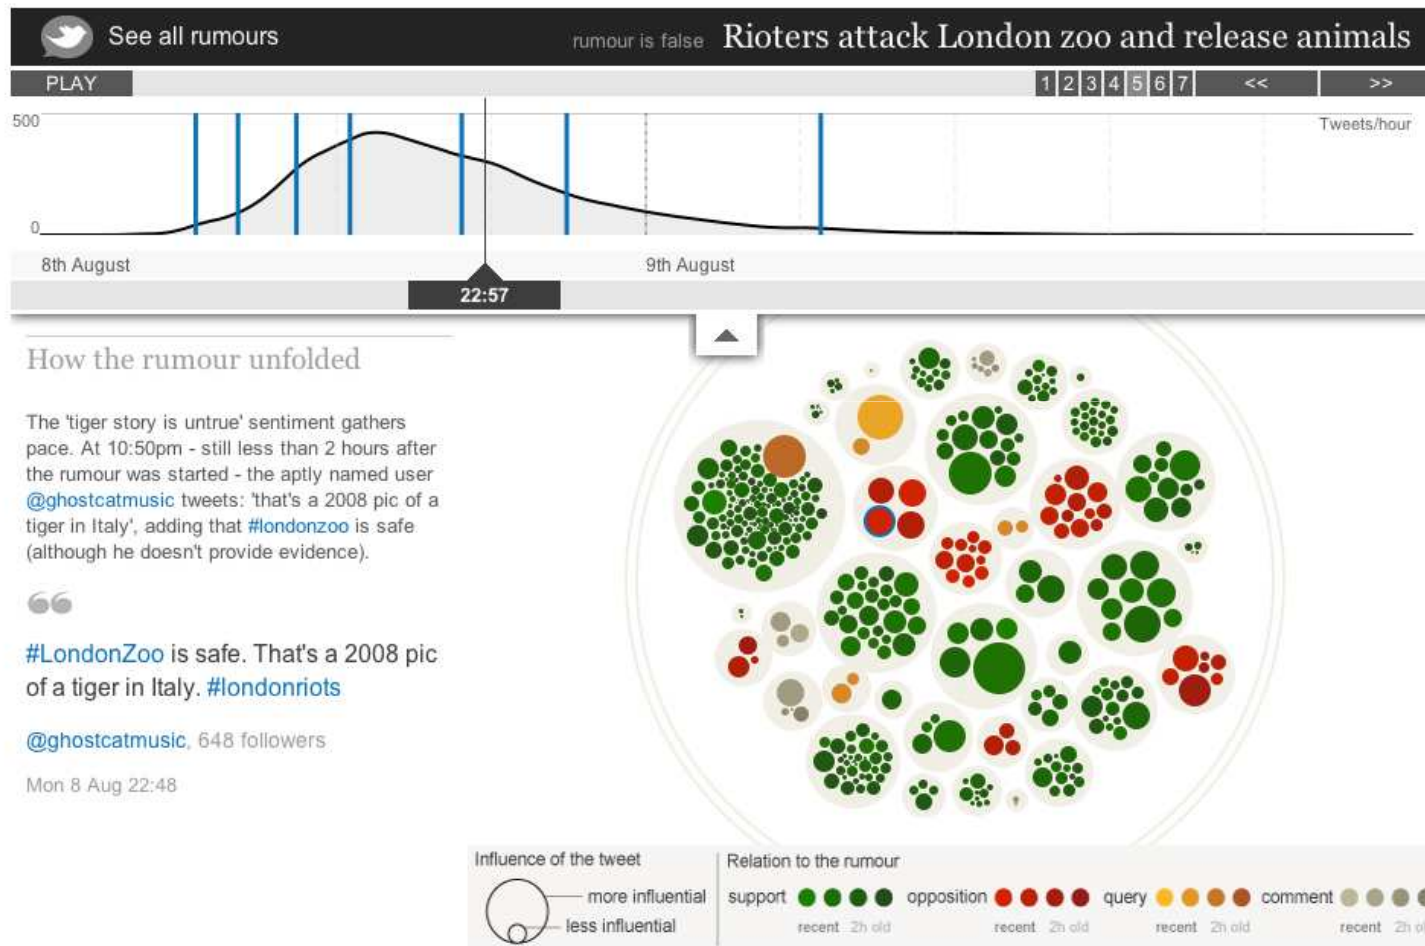 See all rumours
rumour is false Rioters attack London zoo and release animals
PLAY
1 2 3 4 5 6 7 << >>
500
Tweets/hour
0
8th August
9th August
22:57
How the rumour unfolded
The 'tiger story is untrue' sentiment gathers
pace. At 10:50pm - still less than 2 hours after
the rumour was started - the aptly named user
@ghostcatmusic tweets: 'that's a 2008 pic of a
tiger in Italy', adding that #londonzoo is safe
(although he doesn't provide evidence).
#LondonZoo is safe. That's a 2008 pic
of a tiger in Italy. #londonriots
@ghostcatmusic, 648 followers
Mon 8 Aug 22:48
Influence of the tweet
more influential
less influential
Relation to the rumour
support opposition query comment
recent 2h old recent 2h old recent 2h old recent 2h o